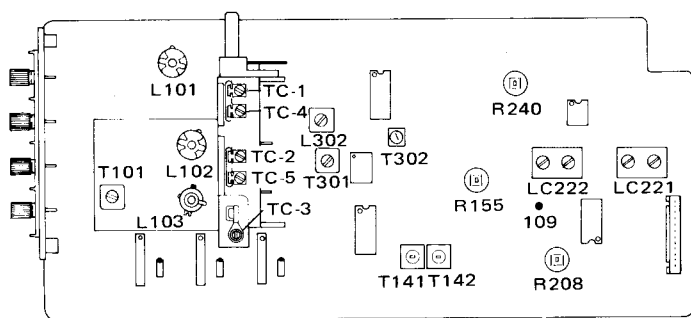 L101
TC-1
TC-4
R240
L302
T302
L102
TC-2
T101
T301
TC-5
LC222
LC221
L103
TC-3
R155
109
T141
T142
R208